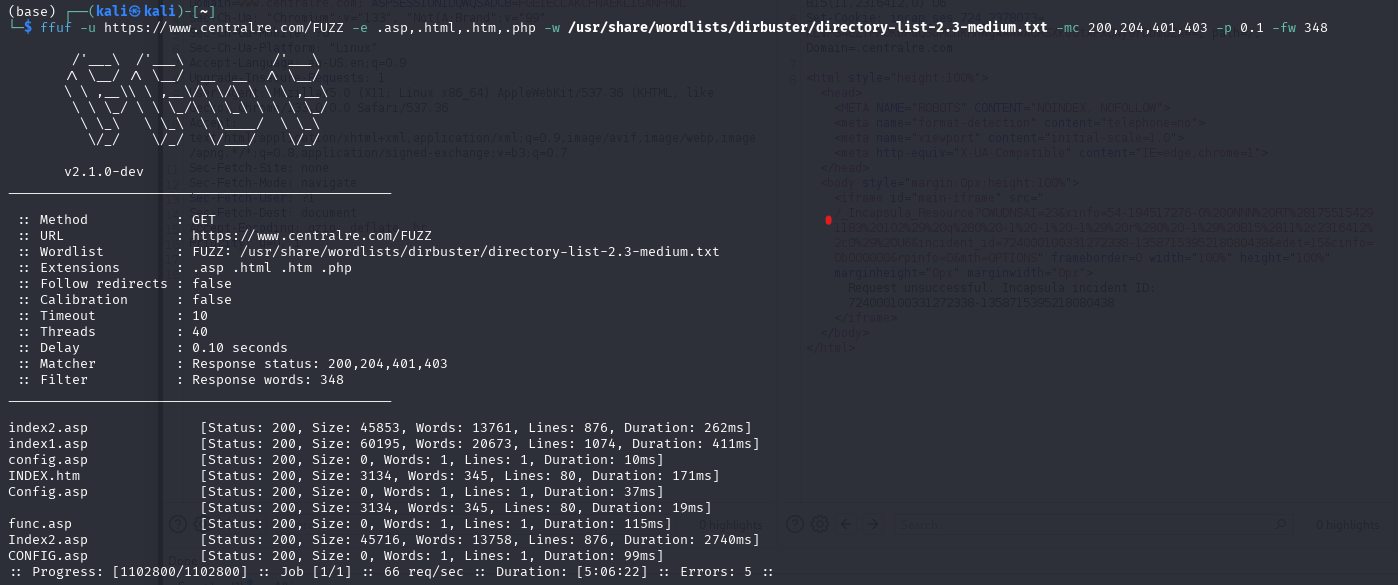 (base) ┌──(kali㉿kali)-[~]
└─$ ffuf -u https://www.centralre.com/FUZZ -e .asp,.html,.htm,.php -w /usr/share/wordlists/dirbuster/directory-list-2.3-medium.txt -mc 200,204,401,403 -p 0.1 -fw 348
v2.1.0-dev
:: Method : GET
:: URL : https://www.centralre.com/FUZZ
:: Wordlist : FUZZ: /usr/share/wordlists/dirbuster/directory-list-2.3-medium.txt
:: Extensions : .asp .html .htm .php
:: Follow redirects : false
:: Calibration : false
:: Timeout : 10
:: Threads : 40
:: Delay : 0.10 seconds
:: Matcher : Response status: 200,204,401,403
:: Filter : Response words: 348
index2.asp [Status: 200, Size: 45853, Words: 13761, Lines: 876, Duration: 262ms]
index1.asp [Status: 200, Size: 60195, Words: 20673, Lines: 1074, Duration: 411ms]
config.asp [Status: 200, Size: 0, Words: 1, Lines: 1, Duration: 10ms]
INDEX.htm [Status: 200, Size: 3134, Words: 345, Lines: 80, Duration: 171ms]
Config.asp [Status: 200, Size: 0, Words: 1, Lines: 1, Duration: 37ms]
[Status: 200, Size: 3134, Words: 345, Lines: 80, Duration: 19ms]
func.asp [Status: 200, Size: 0, Words: 1, Lines: 1, Duration: 115ms]
Index2.asp [Status: 200, Size: 45716, Words: 13758, Lines: 876, Duration: 2740ms]
CONFIG.asp [Status: 200, Size: 0, Words: 1, Lines: 1, Duration: 99ms]
:: Progress: [1102800/1102800] :: Job [1/1] :: 66 req/sec :: Duration: [5:06:22] :: Errors: 5 ::